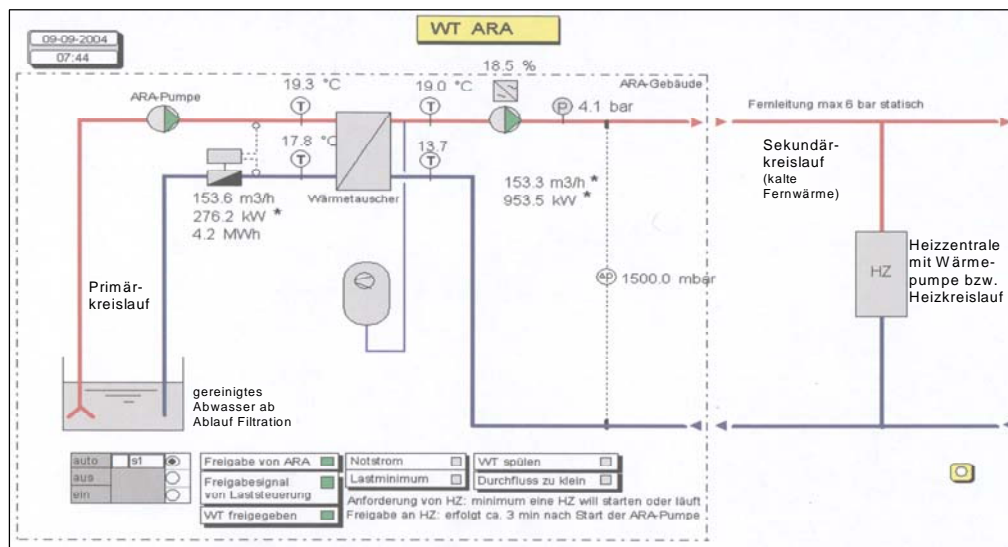 WT ARA
09-09-2004
07:44
18.5 %
19.3 °C
19.0 °C
ARA-Gebäude
ARA-Pumpe
T
T
P
4.1 bar
Fernleitung max 6 bar statisch
17.8 °C
13.7
T
T
Sekundär-
kreislauf
(kalte
Fernwärme)
153.6 m3/h
276.2 kW *
4.2 MWh
Wärmetauscher
153.3 m3/h *
953.5 kW *
HZ
Heizzentrale
mit Wärme-
pumpe bzw.
Heizkreislauf
Primär-
kreislauf
ΔP
1500.0 mbar
gereinigtes
Abwasser ab
Ablauf Filtration
auto
s1
aus
ein
Freigabe von ARA
Freigabesignal
von Laststeuerung
WT freigegeben
Notstrom
Lastminimum
WT spülen
Durchfluss zu klein
Anforderung von HZ: minimum eine HZ will starten oder läuft
Freigabe an HZ: erfolgt ca. 3 min nach Start der ARA-Pumpe